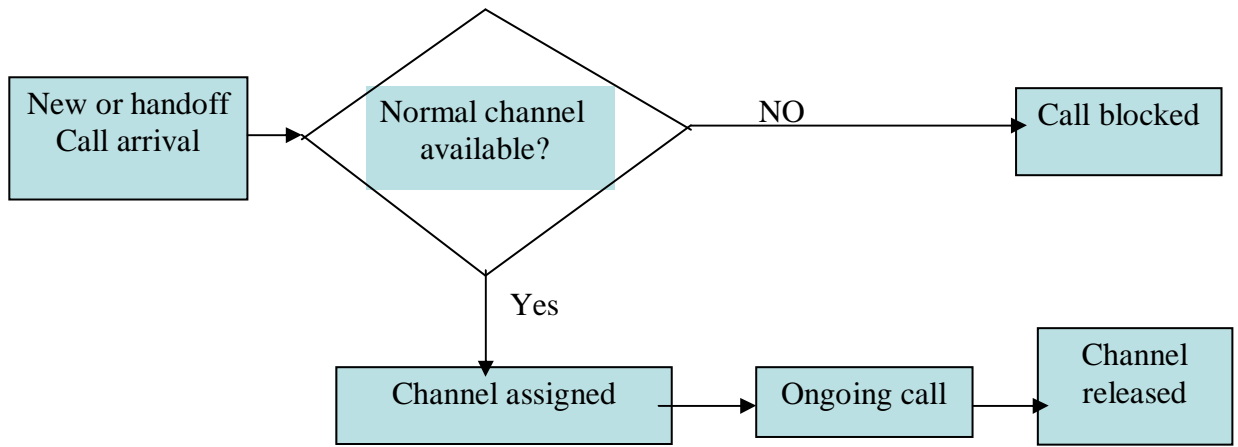 New or handoff
Call arrival
Normal channel
available?
NO
Call blocked
Yes
Channel assigned
Ongoing call
Channel
released